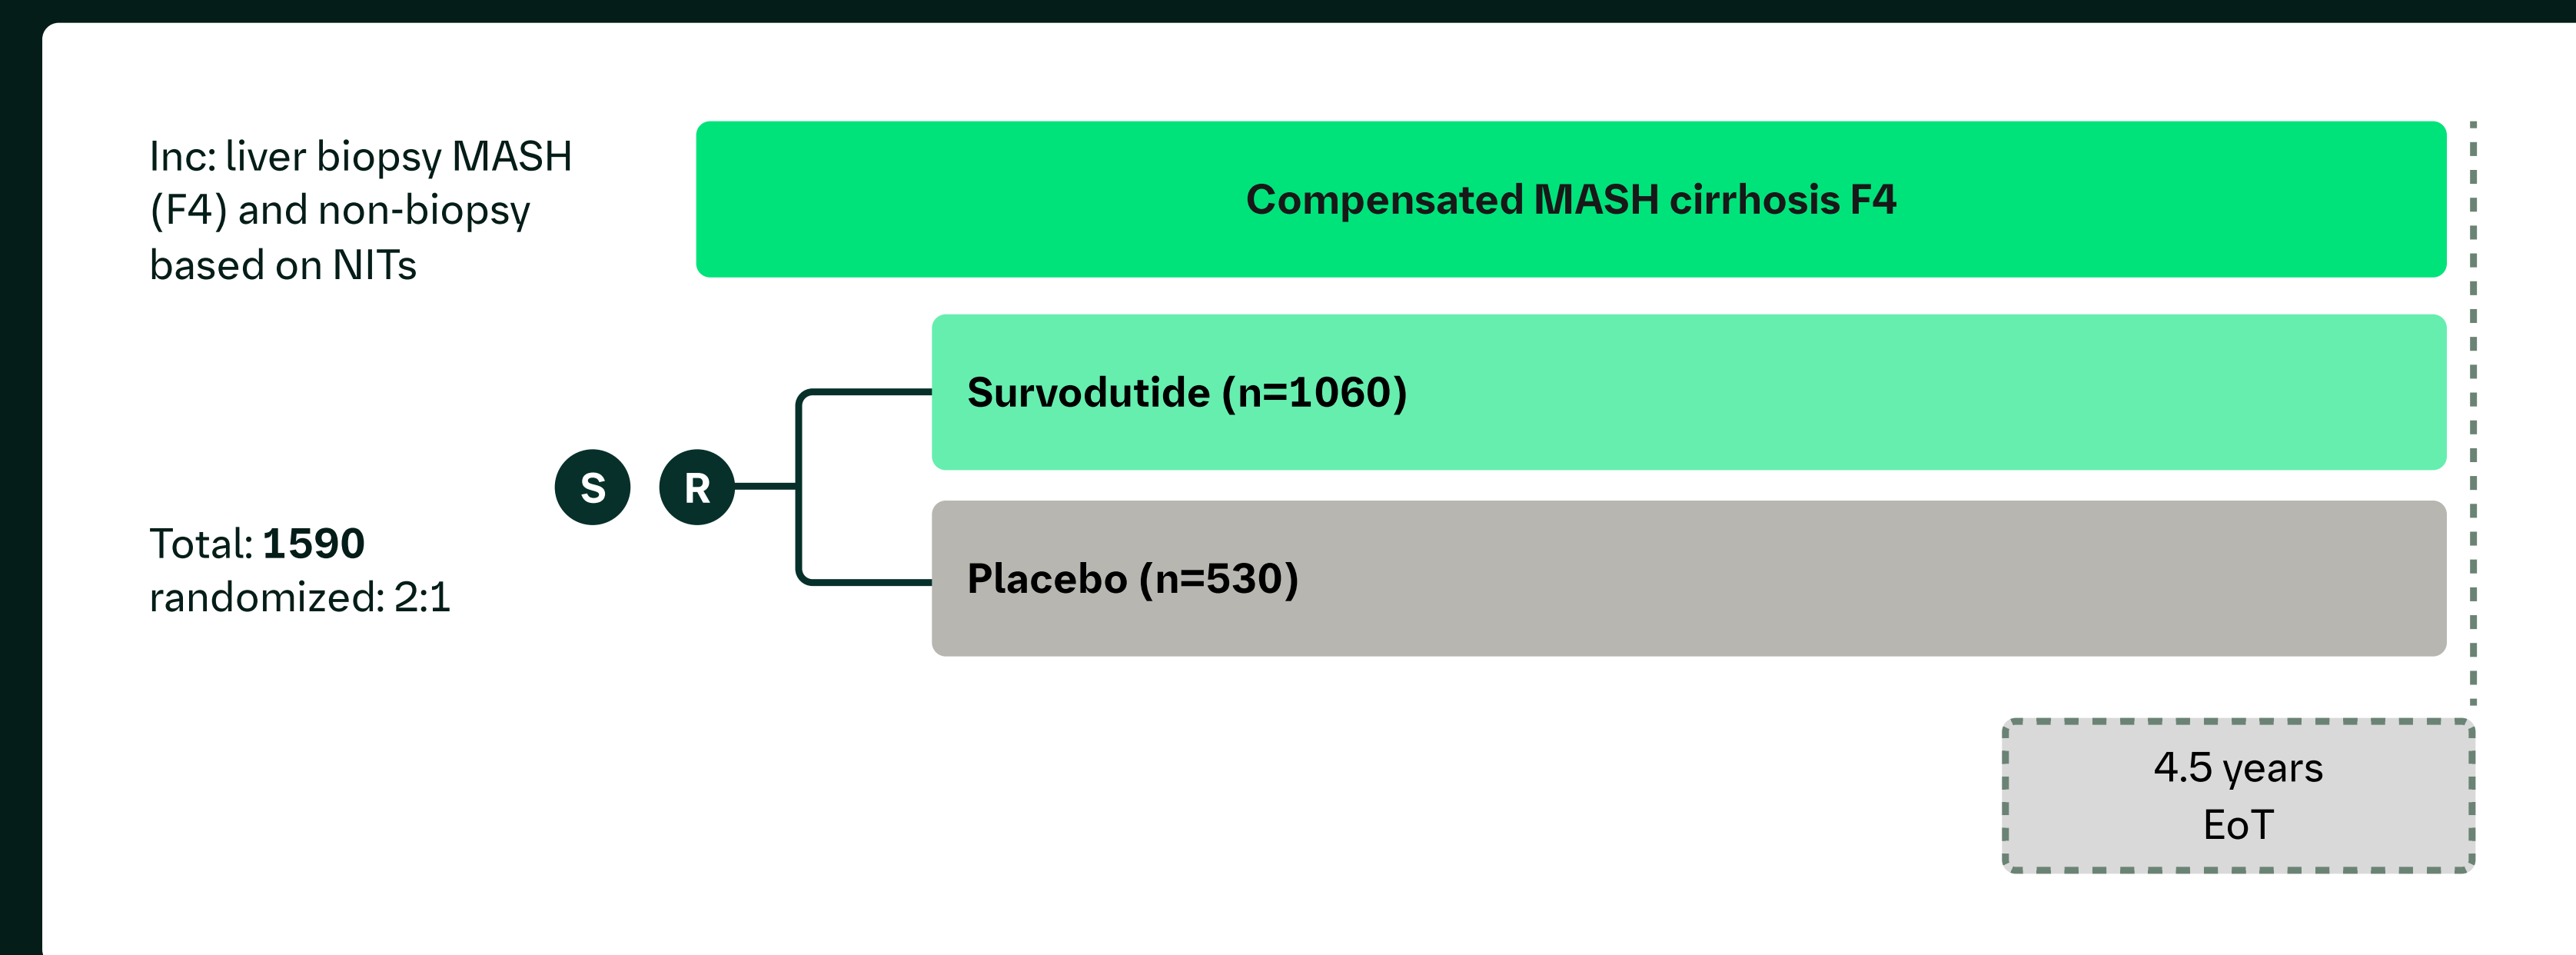 Inc: liver biopsy MASH
(F4) and non-biopsy
based on NITs
Compensated MASH cirrhosis F4
Survodutide (n=1060)
S R
Placebo (n=530)
Total: 1590
randomized: 2:1
4.5 years
EoT